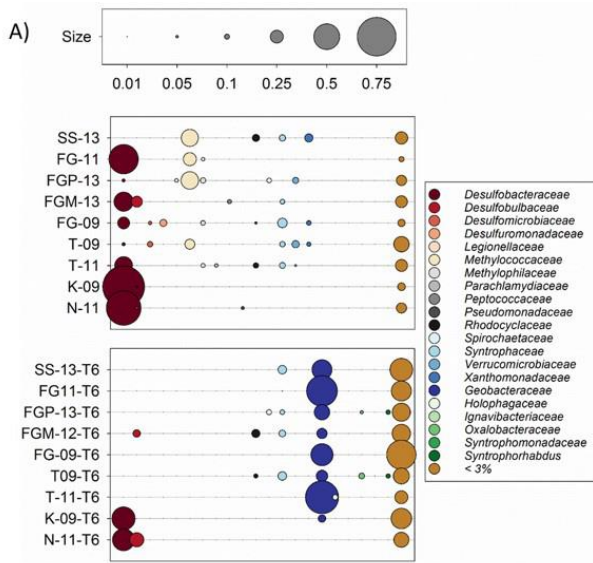 A)
Size
0.01 0.05 0.1 0.25 0.5 0.75
SS-13
FG-11
FGP-13
FGM-13
FG-09
T-09
T-11
K-09
N-11
SS-13-T6
FG11-T6
FGP-13-T6
FGM-12-T6
FG-09-T6
T09-T6
T-11-T6
K-09-T6
N-11-T6
Desulfobacteraceae
Desulfobulbaceae
Desulfomicrobiaceae
Desulfuromonadaceae
Legionellaceae
Methylococcaceae
Methylophilaceae
Parachlamydiaceae
Peptococcaceae
Pseudomonadaceae
Rhodocyclaceae
Spirochaetaceae
Syntrophaceae
Verrucomicrobiaceae
Xanthomonadaceae
Geobacteraceae
Holophagaceae
Ignavibacteriaceae
Oxalobacteraceae
Syntrophomonadaceae
Syntrophorhabdus
< 3%